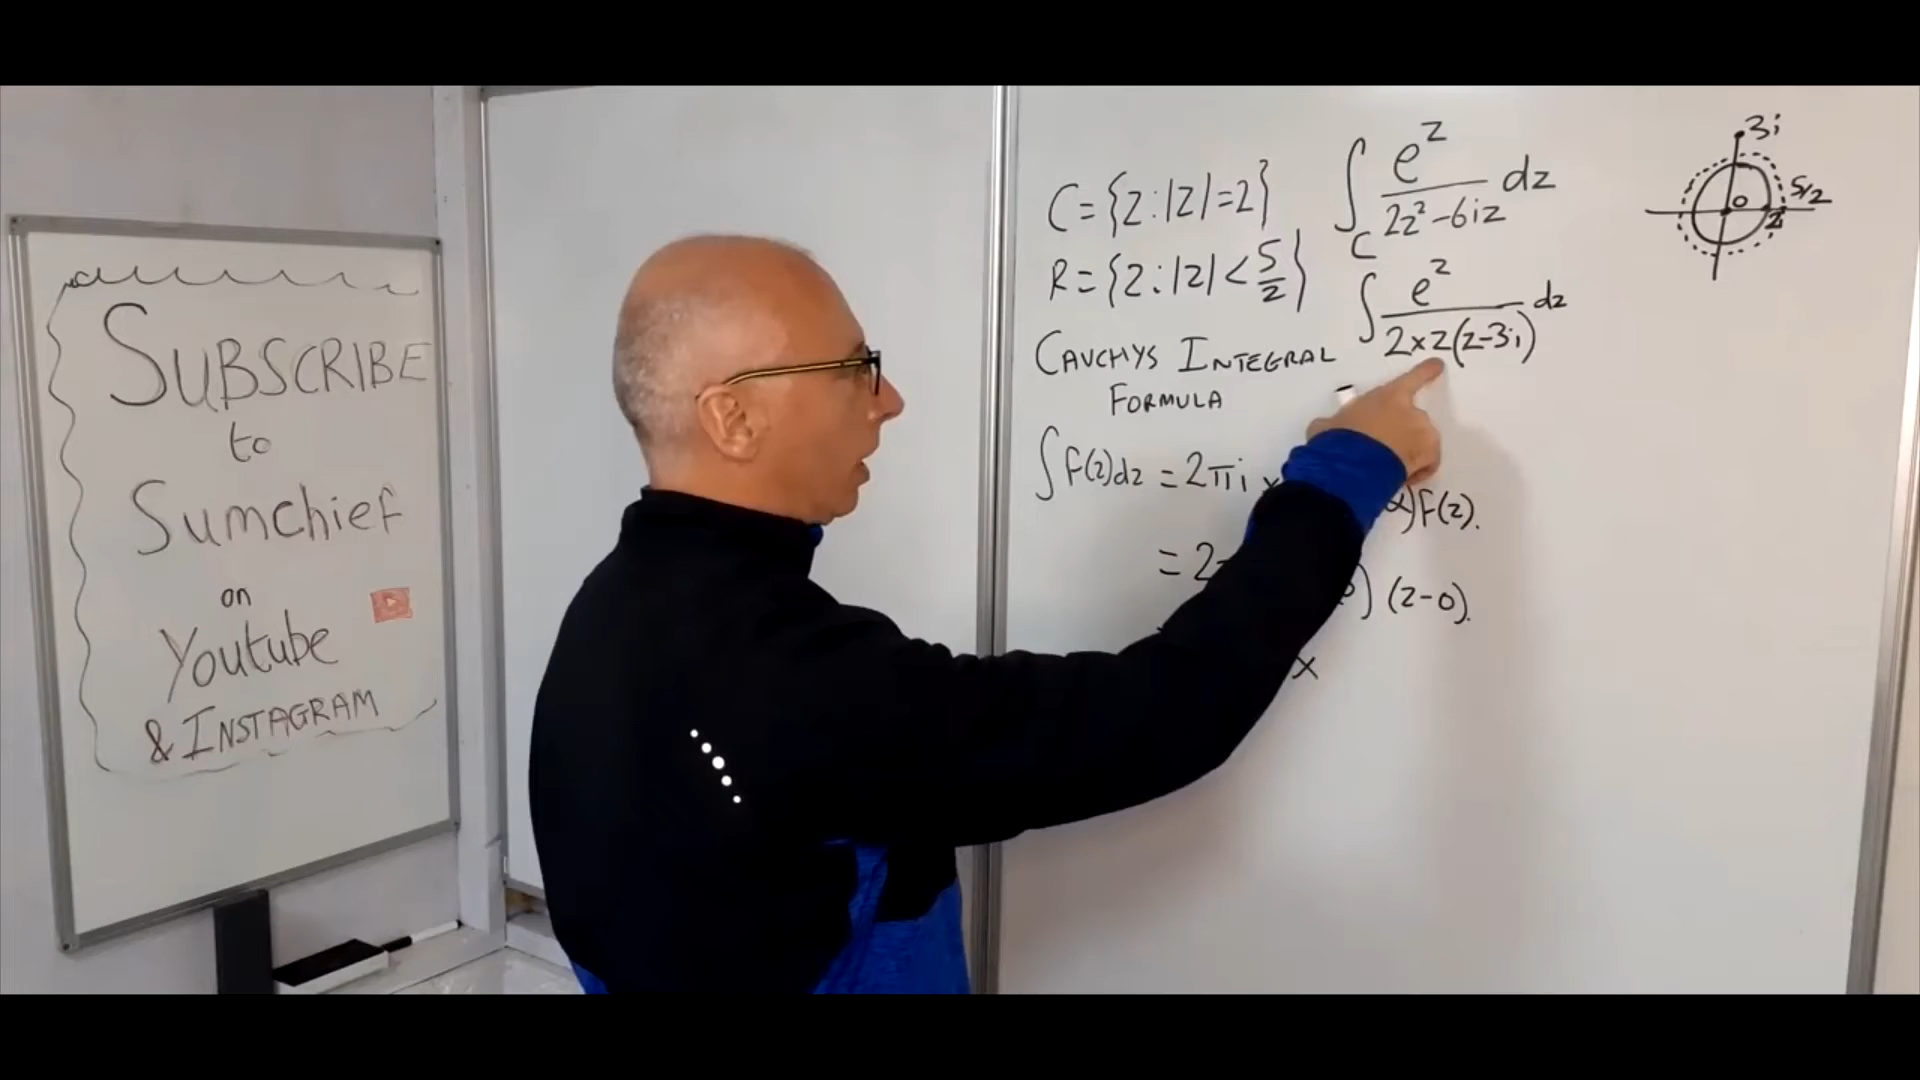 SUBSCRIBE
to
Sumchief
on
Youtube
& INSTAGRAM
C={z:|z|=2}
R={z:|z|<5/2}
CAUCHYS INTEGRAL
FORMULA
∫ e^z / 2z²-6iz dz
C
∫ e^z / 2×z(z-3i) dz
∫f(z)dz = 2πi × α)f(z).
= 2 ) (z-0).
×
3i
0
2
5/2